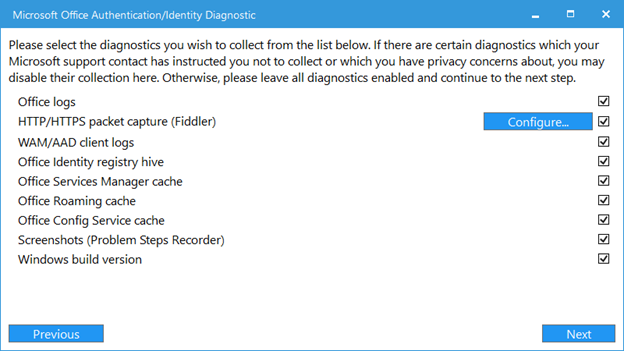 Microsoft Office Authentication/Identity Diagnostic
Please select the diagnostics you wish to collect from the list below. If there are certain diagnostics which your
Microsoft support contact has instructed you not to collect or which you have privacy concerns about, you may
disable their collection here. Otherwise, please leave all diagnostics enabled and continue to the next step.
Office logs
HTTP/HTTPS packet capture (Fiddler) Configure...
WAM/AAD client logs
Office Identity registry hive
Office Services Manager cache
Office Roaming cache
Office Config Service cache
Screenshots (Problem Steps Recorder)
Windows build version
Previous Next